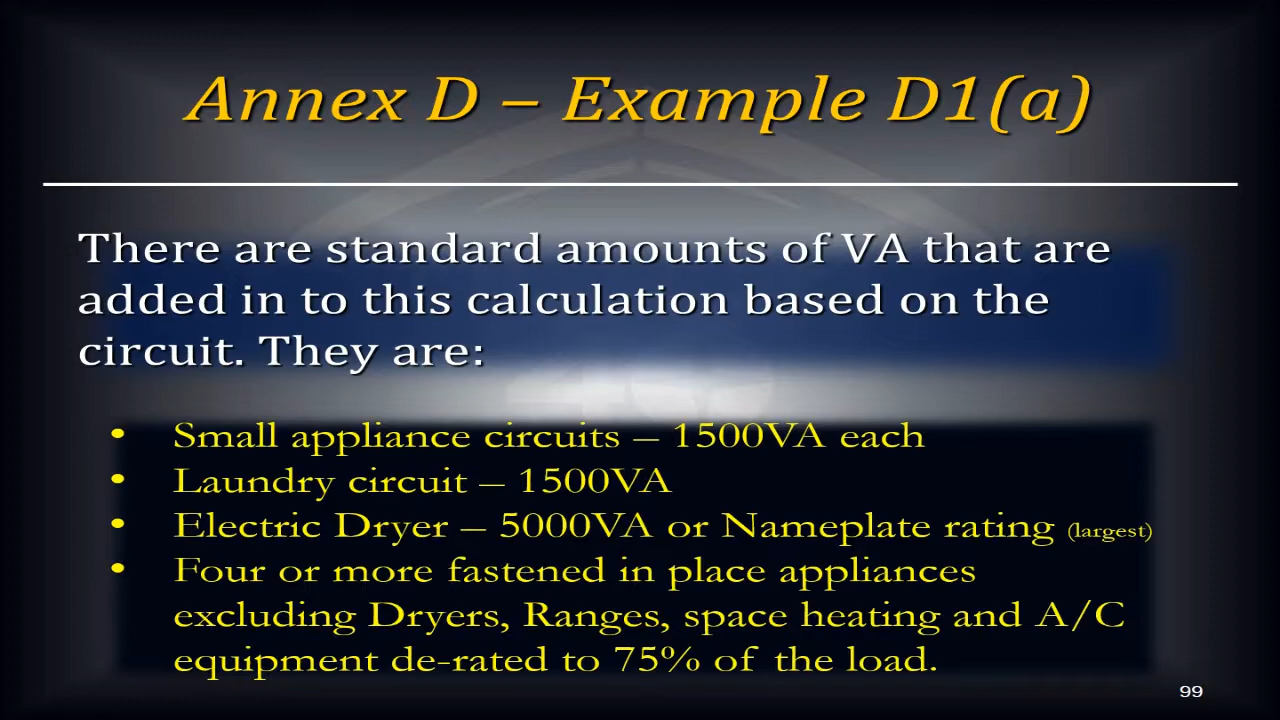 Annex D – Example D1(a)
There are standard amounts of VA that are
added in to this calculation based on the
circuit. They are:
• Small appliance circuits – 1500VA each
• Laundry circuit – 1500VA
• Electric Dryer – 5000VA or Nameplate rating (largest)
• Four or more fastened in place appliances
excluding Dryers, Ranges, space heating and A/C
equipment de-rated to 75% of the load.
99